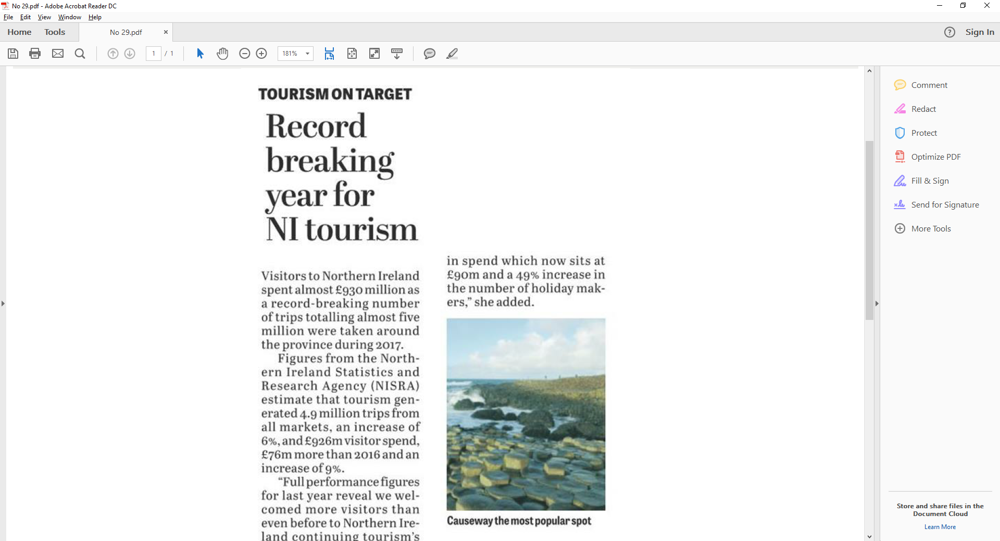 No 29.pdf - Adobe Acrobat Reader DC
File Edit View Window Help
Home Tools No 29.pdf Sign In
1 / 1 181%
TOURISM ON TARGET
Record
breaking
year for
NI tourism
Visitors to Northern Ireland
spent almost £930 million as
a record-breaking number
of trips totalling almost five
million were taken around
the province during 2017.
Figures from the North-
ern Ireland Statistics and
Research Agency (NISRA)
estimate that tourism gen-
erated 4.9 million trips from
all markets, an increase of
6%, and £926m visitor spend,
£76m more than 2016 and an
increase of 9%.
“Full performance figures
for last year reveal we wel-
comed more visitors than
even before to Northern Ire-
land continuing tourism’s
in spend which now sits at
£90m and a 49% increase in
the number of holiday mak-
ers,” she added.
Causeway the most popular spot
Comment
Redact
Protect
Optimize PDF
Fill & Sign
Send for Signature
More Tools
Store and share files in the
Document Cloud
Learn More